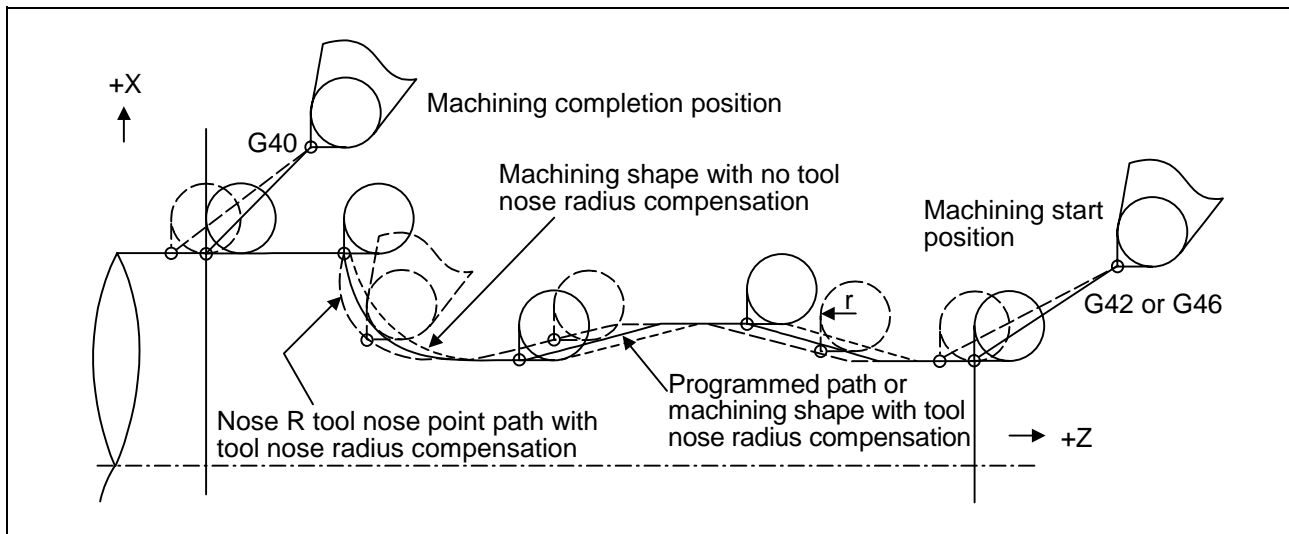 +X
Machining completion position
G40
Machining shape with no tool
nose radius compensation
Machining start
position
r
G42 or G46
Nose R tool nose point path with
tool nose radius compensation
Programmed path or
machining shape with tool
nose radius compensation
+Z